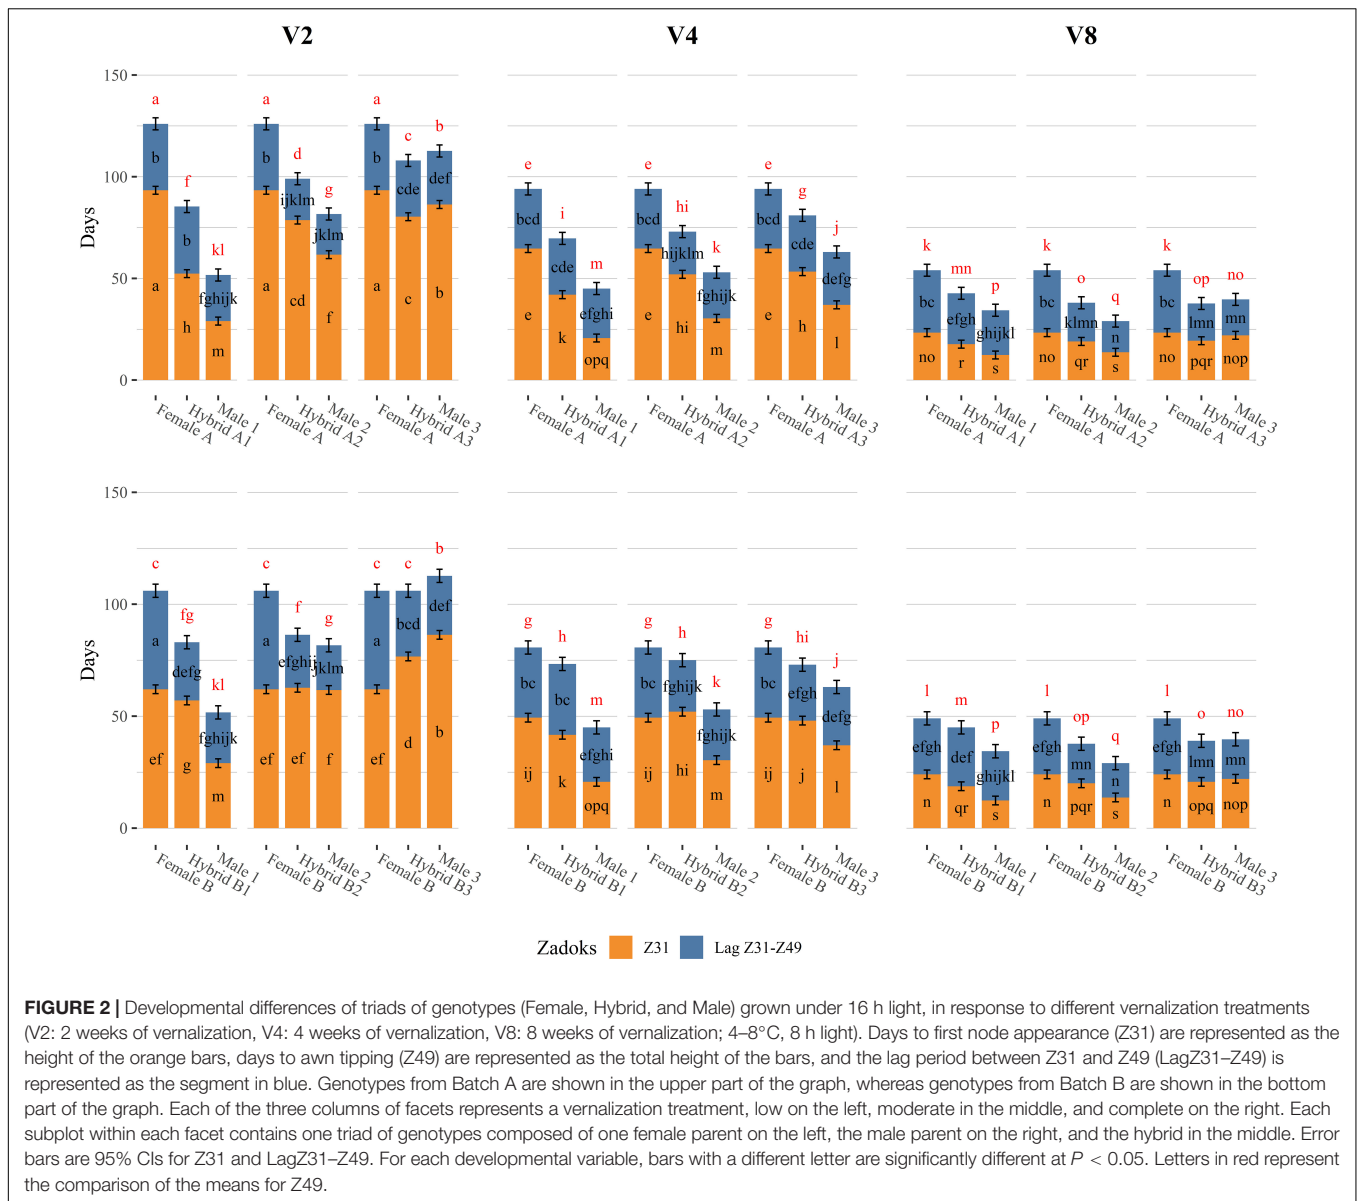 V2 V4 V8
150
a a a
b
c
d
e e e
f
g
g
hi
i
j
k k k
kl
k
m
mn
no
o
op
p
q
b b b
b
ijklm
cde
def
jklm
fghijk
bcd bcd bcd
cde
hijklm
cde
efghi
fghijk
defg
bc bc bc
efgh
klmn
lmn
ghijkl
n
mn
100
Days
50
a a a
h
cd
c
m
f
b
e e e
k
hi
h
opq
m
l
no no no
r
qr
pqr
s
s
nop
0
Female A Hybrid A1 Male 1 Female A Hybrid A2 Male 2 Female A Hybrid A3 Male 3 Female A Hybrid A1 Male 1 Female A Hybrid A2 Male 2 Female A Hybrid A3 Male 3 Female A Hybrid A1 Male 1 Female A Hybrid A2 Male 2 Female A Hybrid A3 Male 3
150
c c c
c
b
fg
f
g
kl
g g g
h
h
hi
j
k
m
l l l
m
op
o
no
p
q
100
Days
a a a
defg
efghij
bcd
fghijk
jklm
def
bc bc bc
bc
fghijk
efgh
efghi
fghijk
defg
efgh efgh efgh
def
mn
lmn
ghijkl
n
mn
50
ef ef ef
g
ef
d
m
f
b
ij ij ij
k
hi
j
opq
m
l
n n n
qr
pqr
opq
s
s
nop
0
Female B Hybrid B1 Male 1 Female B Hybrid B2 Male 2 Female B Hybrid B3 Male 3 Female B Hybrid B1 Male 1 Female B Hybrid B2 Male 2 Female B Hybrid B3 Male 3 Female B Hybrid B1 Male 1 Female B Hybrid B2 Male 2 Female B Hybrid B3 Male 3
Zadoks Z31 Lag Z31-Z49
FIGURE 2 | Developmental differences of triads of genotypes (Female, Hybrid, and Male) grown under 16 h light, in response to different vernalization treatments
(V2: 2 weeks of vernalization, V4: 4 weeks of vernalization, V8: 8 weeks of vernalization; 4–8°C, 8 h light). Days to first node appearance (Z31) are represented as the
height of the orange bars, days to awn tipping (Z49) are represented as the total height of the bars, and the lag period between Z31 and Z49 (LagZ31–Z49) is
represented as the segment in blue. Genotypes from Batch A are shown in the upper part of the graph, whereas genotypes from Batch B are shown in the bottom
part of the graph. Each of the three columns of facets represents a vernalization treatment, low on the left, moderate in the middle, and complete on the right. Each
subplot within each facet contains one triad of genotypes composed of one female parent on the left, the male parent on the right, and the hybrid in the middle. Error
bars are 95% CIs for Z31 and LagZ31–Z49. For each developmental variable, bars with a different letter are significantly different at P < 0.05. Letters in red represent
the comparison of the means for Z49.